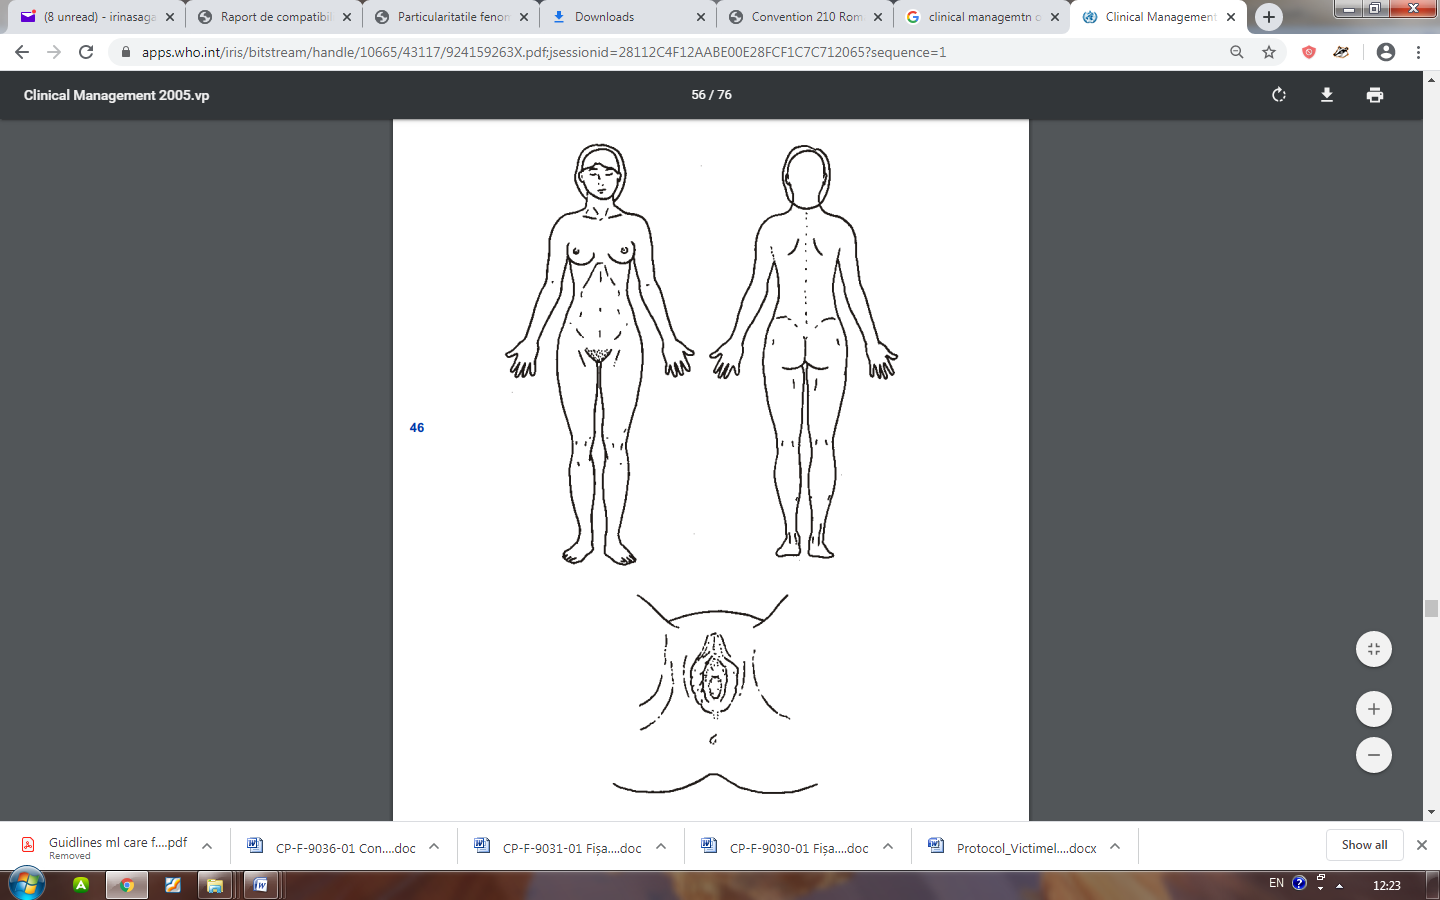 (8 unread) - irinasaga
Raport de compatibil
Particularitatile fenom
Downloads
Convention 210 Rom
clinical managemtn o
Clinical Management
apps.who.int/iris/bitstream/handle/10665/43117/924159263X.pdf;jsessionid=28112C4F12AABE00E28FCF1C7C712065?sequence=1
Clinical Management 2005.vp
56 / 76
46
Guidlines ml care f....pdf
Removed
CP-F-9036-01 Con....doc
CP-F-9031-01 Fișa....doc
CP-F-9030-01 Fișa....doc
Protocol_Victimel....docx
Show all
EN
12:23